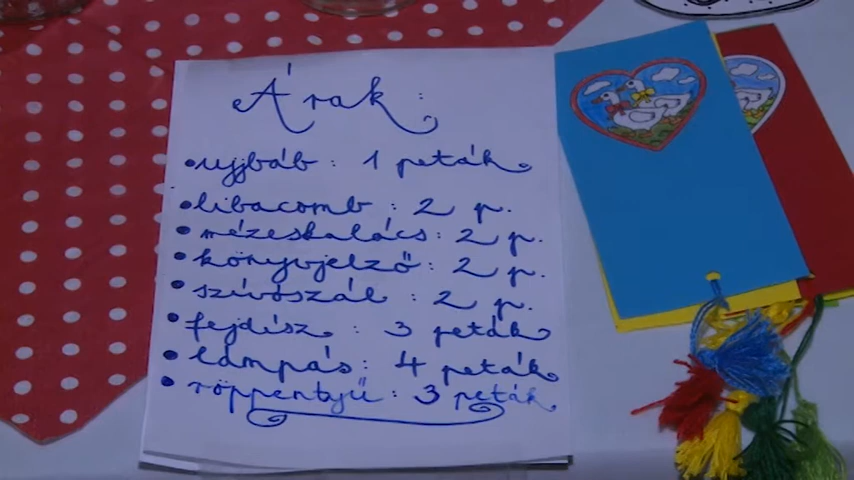 Árak:
• ujjbáb : 1 peták
• libacomb : 2 p.
• mézeskalács : 2 p.
• könyvjelző : 2 p.
• szívószál : 2 p.
• fejdísz : 3 peták
• lámpás : 4 peták
• röppentyű : 3 peták